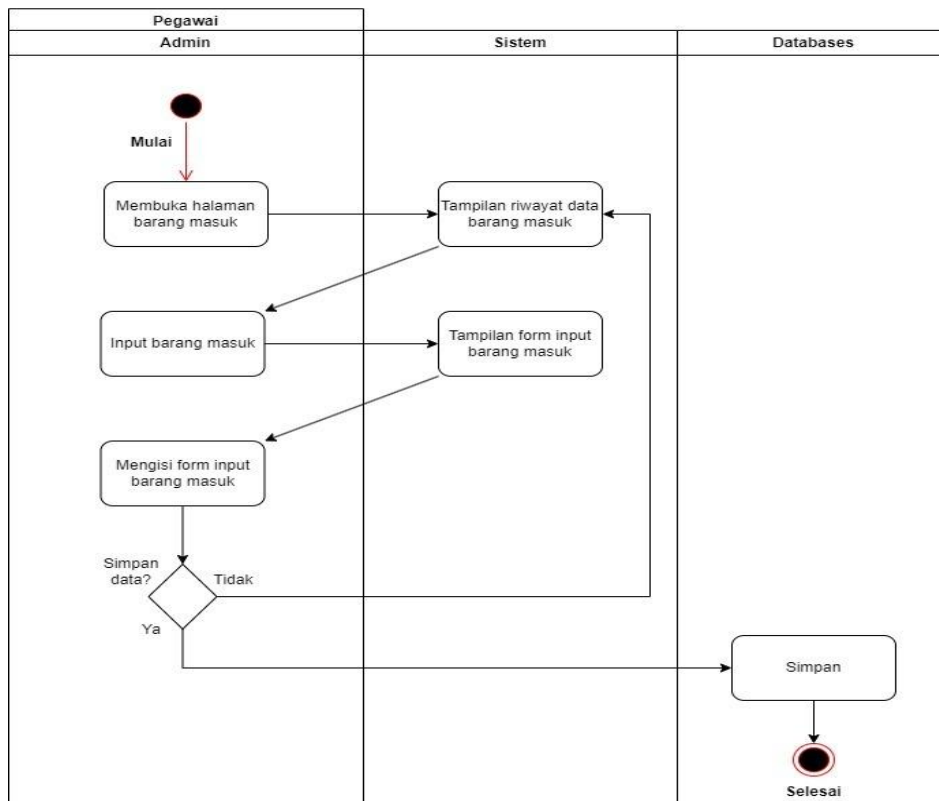 Pegawai
Admin
Sistem
Databases
Mulai
Membuka halaman
barang masuk
Tampilan riwayat data
barang masuk
Input barang masuk
Tampilan form input
barang masuk
Mengisi form input
barang masuk
Simpan
data?
Tidak
Ya
Simpan
Selesai